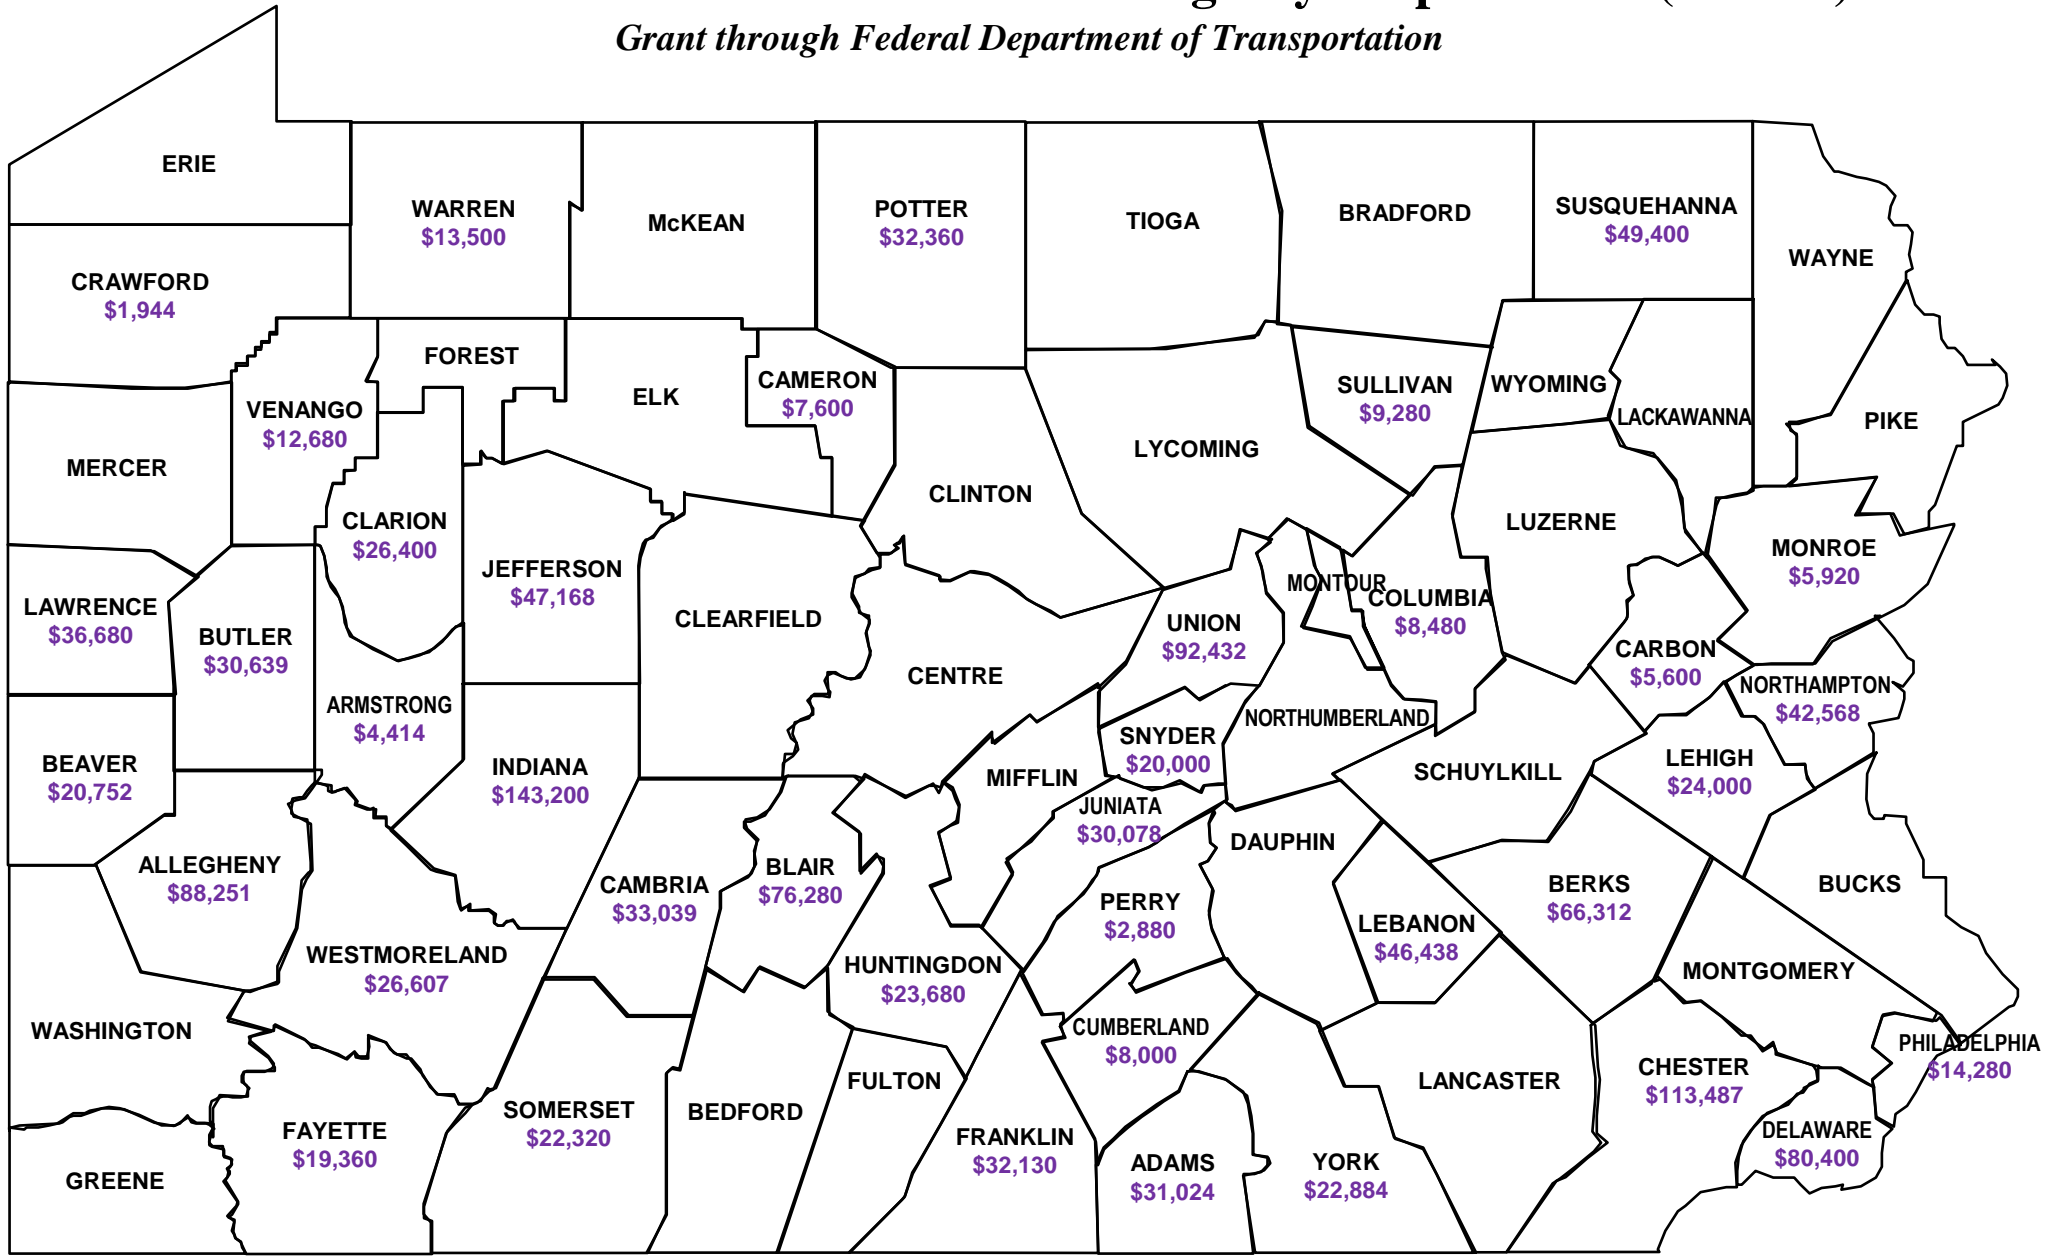 Grant through Federal Department of Transportation
ERIE
WARREN
$13,500
McKEAN
POTTER
$32,360
TIOGA
BRADFORD
SUSQUEHANNA
$49,400
WAYNE
CRAWFORD
$1,944
FOREST
VENANGO
$12,680
ELK
CAMERON
$7,600
SULLIVAN
$9,280
WYOMING
LACKAWANNA
PIKE
MERCER
LYCOMING
CLINTON
CLARION
$26,400
JEFFERSON
$47,168
LUZERNE
MONROE
$5,920
LAWRENCE
$36,680
BUTLER
$30,639
CLEARFIELD
CENTRE
UNION
$92,432
MONTOUR
COLUMBIA
$8,480
CARBON
$5,600
NORTHAMPTON
$42,568
ARMSTRONG
$4,414
BEAVER
$20,752
INDIANA
$143,200
SNYDER
$20,000
NORTHUMBERLAND
MIFFLIN
SCHUYLKILL
LEHIGH
$24,000
JUNIATA
$30,078
DAUPHIN
ALLEGHENY
$88,251
CAMBRIA
$33,039
BLAIR
$76,280
PERRY
$2,880
LEBANON
$46,438
BERKS
$66,312
BUCKS
WESTMORELAND
$26,607
HUNTINGDON
$23,680
MONTGOMERY
WASHINGTON
CUMBERLAND
$8,000
PHILADELPHIA
$14,280
FULTON
LANCASTER
CHESTER
$113,487
SOMERSET
$22,320
BEDFORD
FAYETTE
$19,360
FRANKLIN
$32,130
ADAMS
$31,024
YORK
$22,884
DELAWARE
$80,400
GREENE